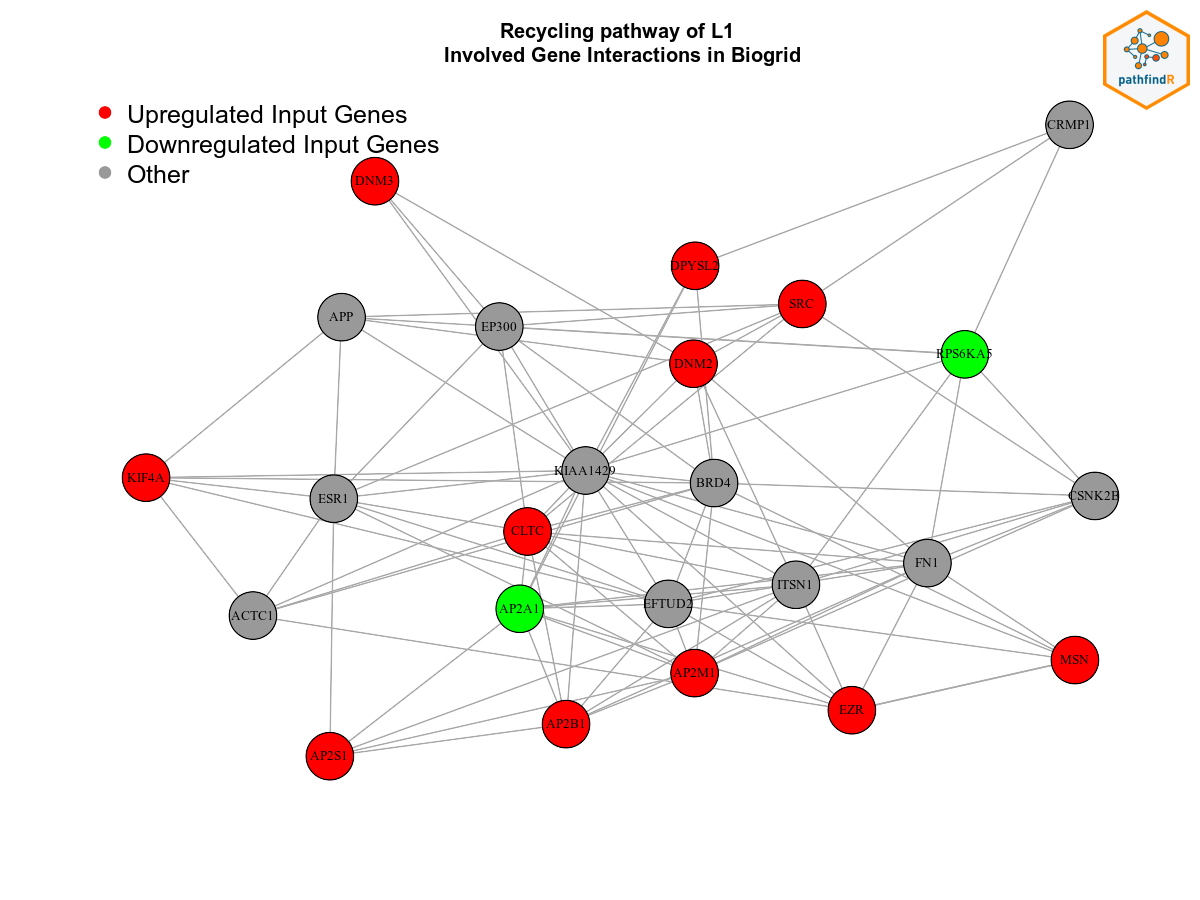 Recycling pathway of L1
Involved Gene Interactions in Biogrid
pathfindR
Upregulated Input Genes
Downregulated Input Genes
Other
CRMP1
DNM3
DPYSL2
SRC
APP
EP300
RPS6KA5
DNM2
KIF4A
KIAA1429
BRD4
CSNK2B
ESR1
CLTC
FN1
ITSN1
EFTUD2
AP2A1
ACTC1
MSN
AP2M1
EZR
AP2B1
AP2S1